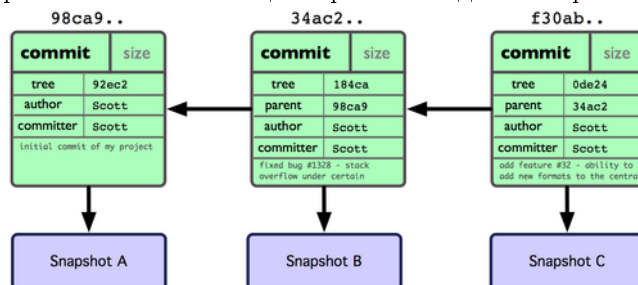 98ca9..
commit size
tree 92ec2
author Scott
committer Scott
initial commit of my project
Snapshot A
34ac2..
commit size
tree 184ca
parent 98ca9
author Scott
committer Scott
fixed bug #1328 - stack
overflow under certain
Snapshot B
f30ab..
commit size
tree 0de24
parent 34ac2
author Scott
committer Scott
add feature #32 - ability to
add new formats to the centra
Snapshot C